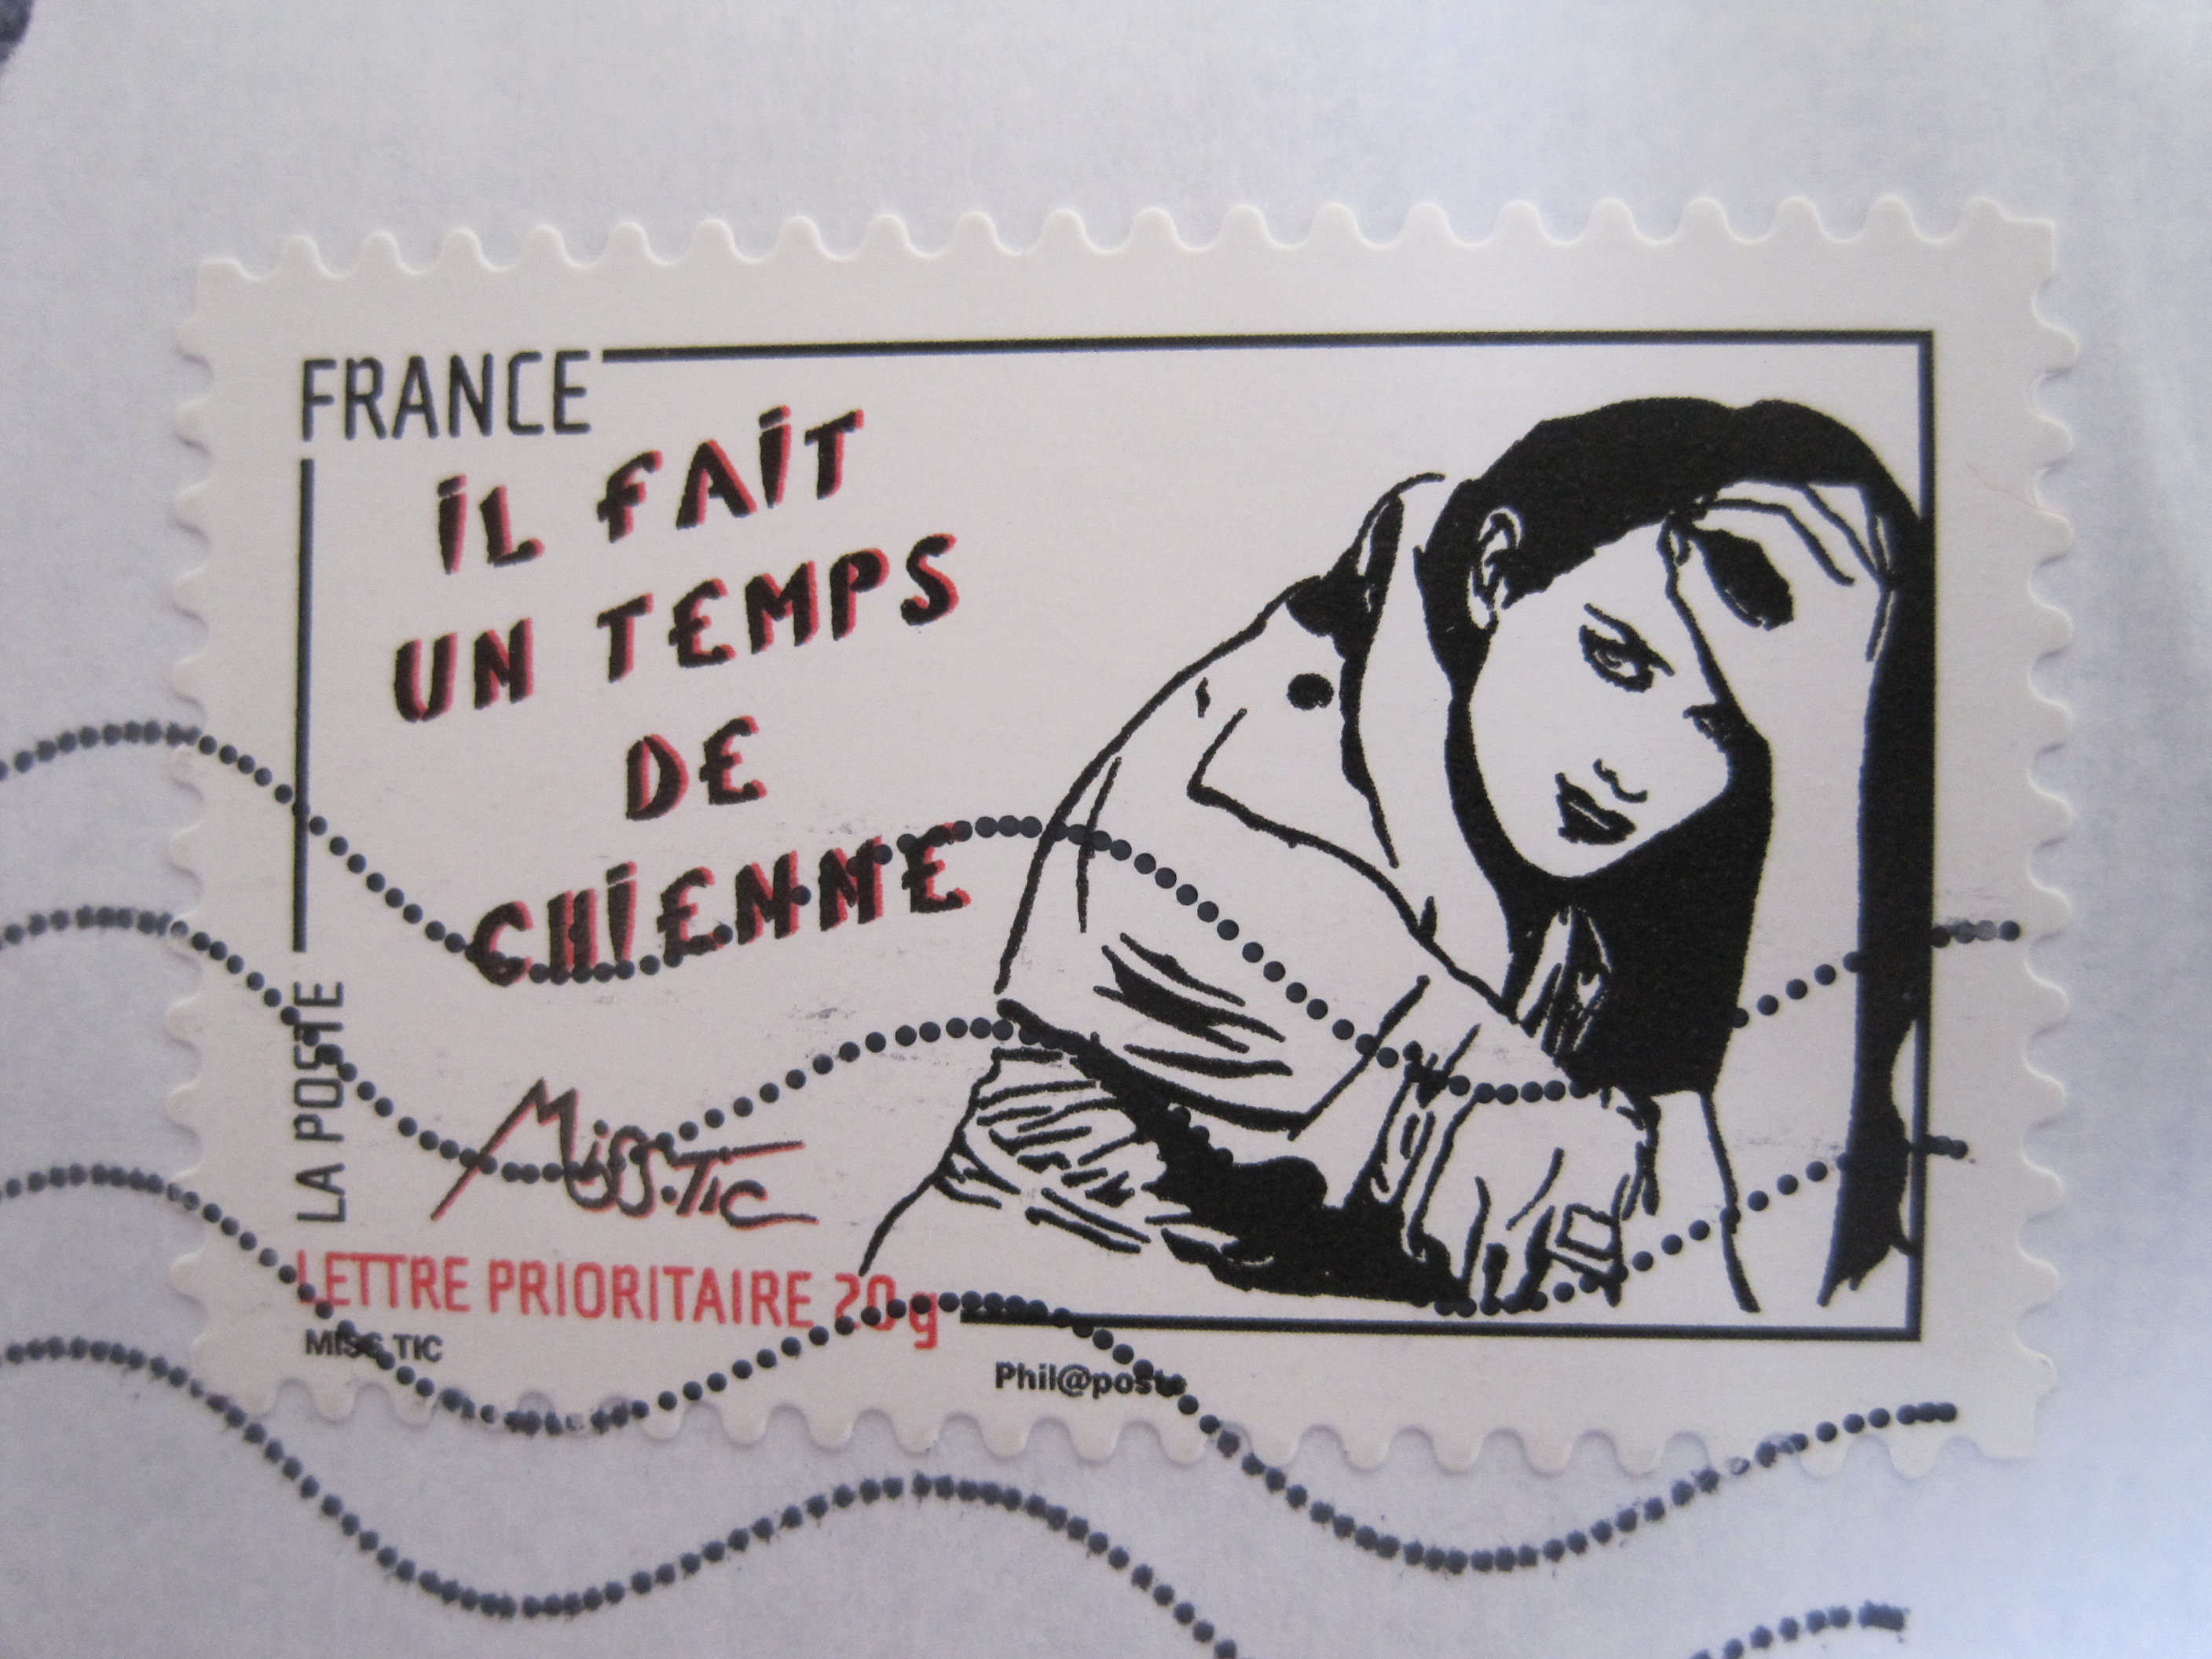 FRANCE
iL FAiT
UN TEMPS
DE
CHiENNE
Miss.Tic
LA POSTE
LETTRE PRIORITAIRE 20g
MISS TIC
Phil@poste